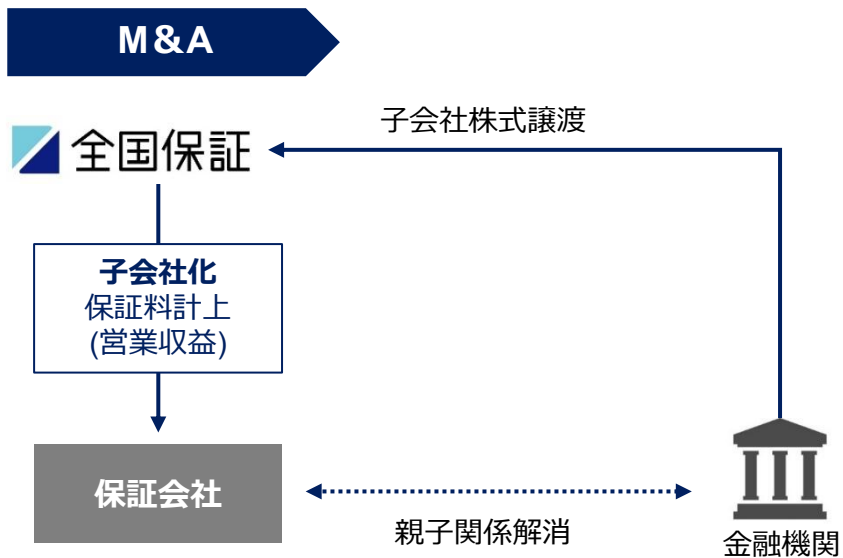 M&A
子会社株式譲渡
全国保証
子会社化
保証料計上
(営業収益)
保証会社
親子関係解消
金融機関